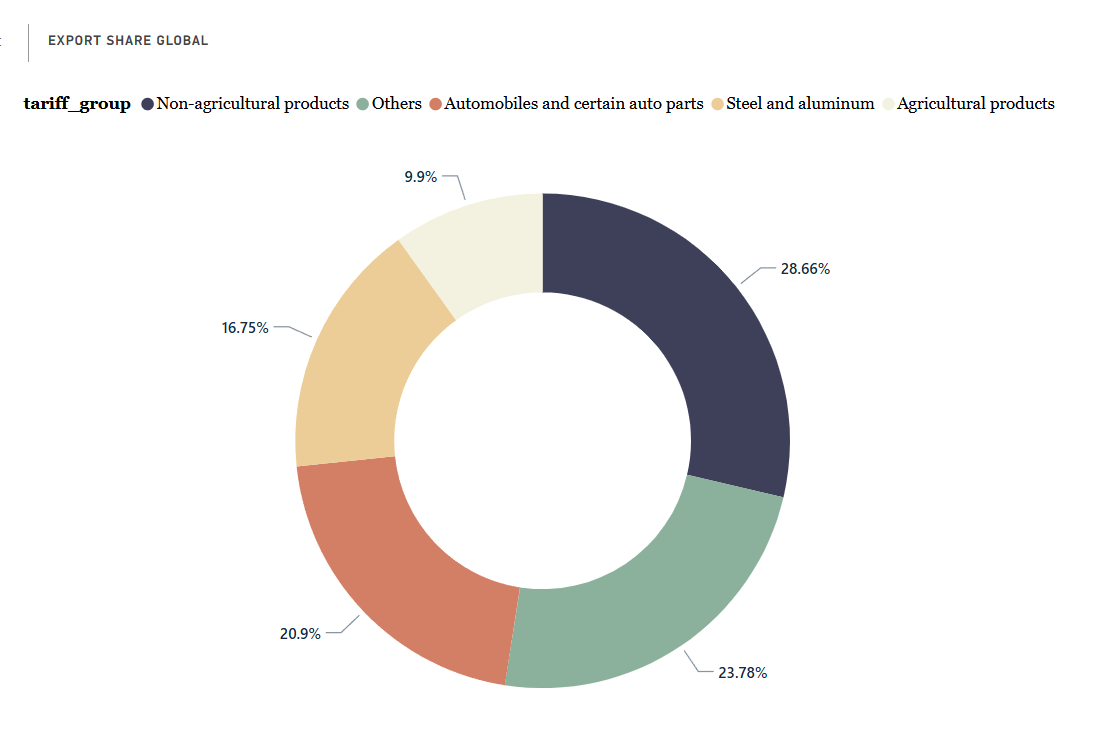 EXPORT SHARE GLOBAL
tariff_group Non-agricultural products Others Automobiles and certain auto parts Steel and aluminum Agricultural products
9.9%
28.66%
16.75%
20.9%
23.78%